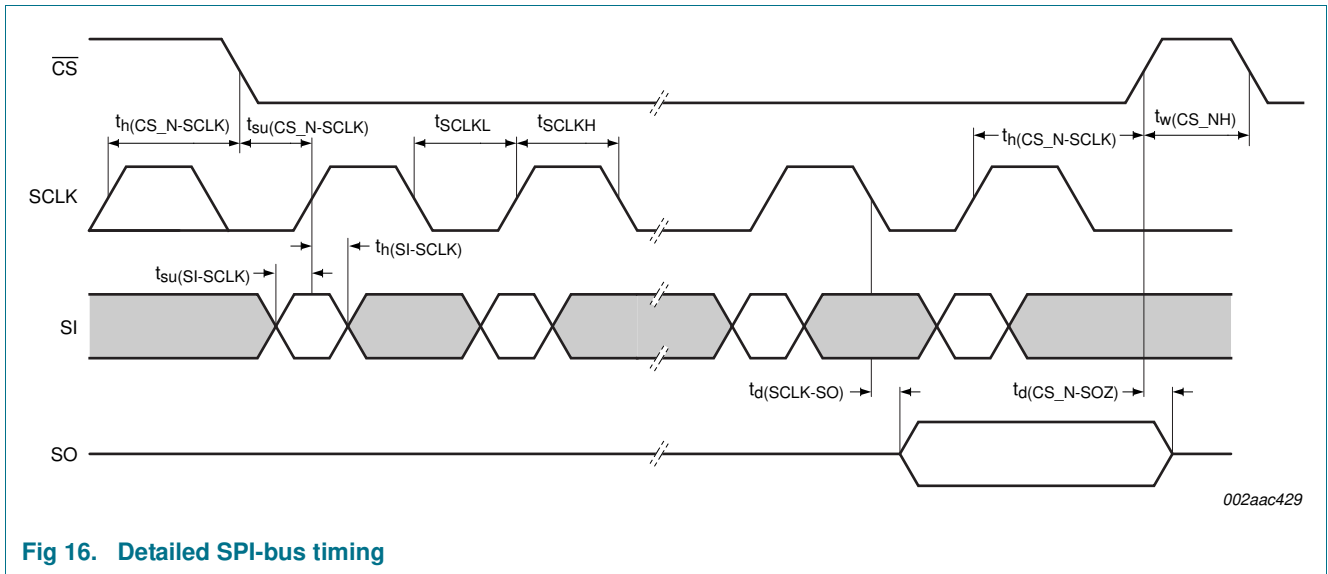 CS
th(CS_N-SCLK) tsu(CS_N-SCLK) tSCLKL tSCLKH th(CS_N-SCLK) tw(CS_NH)
SCLK
th(SI-SCLK)
tsu(SI-SCLK)
SI
td(SCLK-SO) td(CS_N-SOZ)
SO
002aac429
Fig 16. Detailed SPI-bus timing